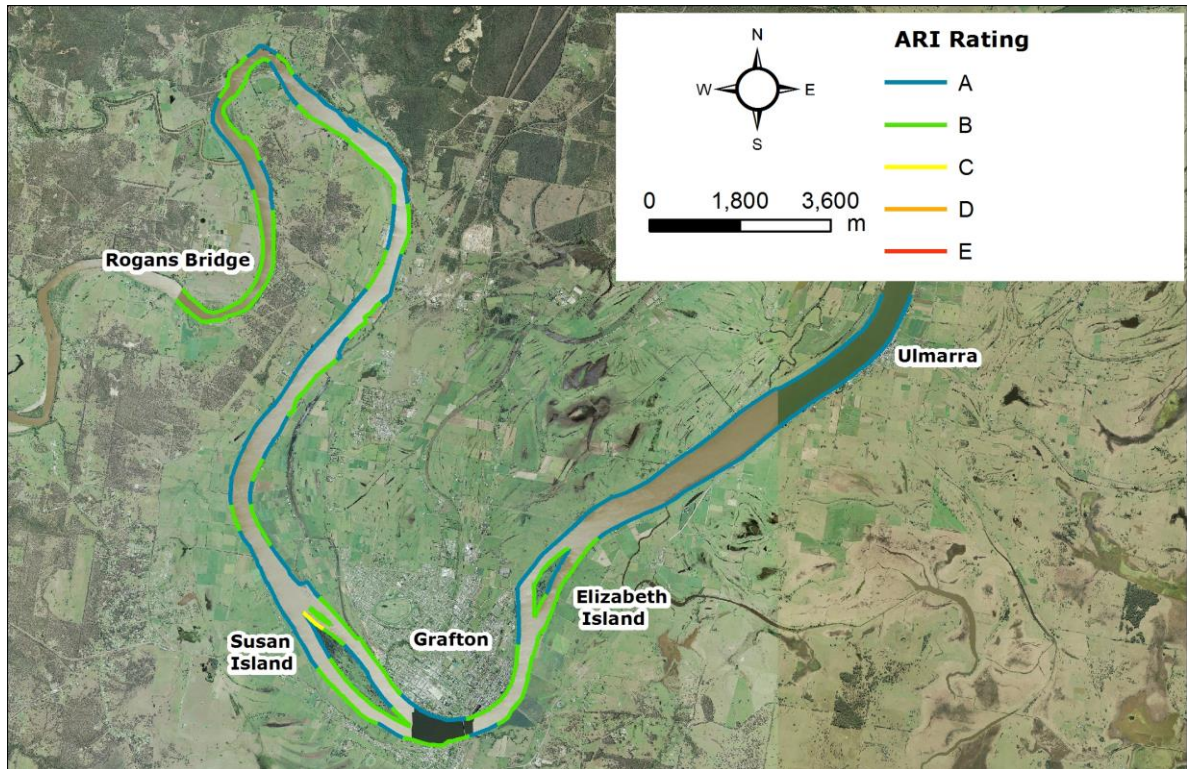 ARI Rating
N
W E
S
A
B
C
D
E
0 1,800 3,600
m
Rogans Bridge
Ulmarra
Elizabeth
Island
Grafton
Susan
Island